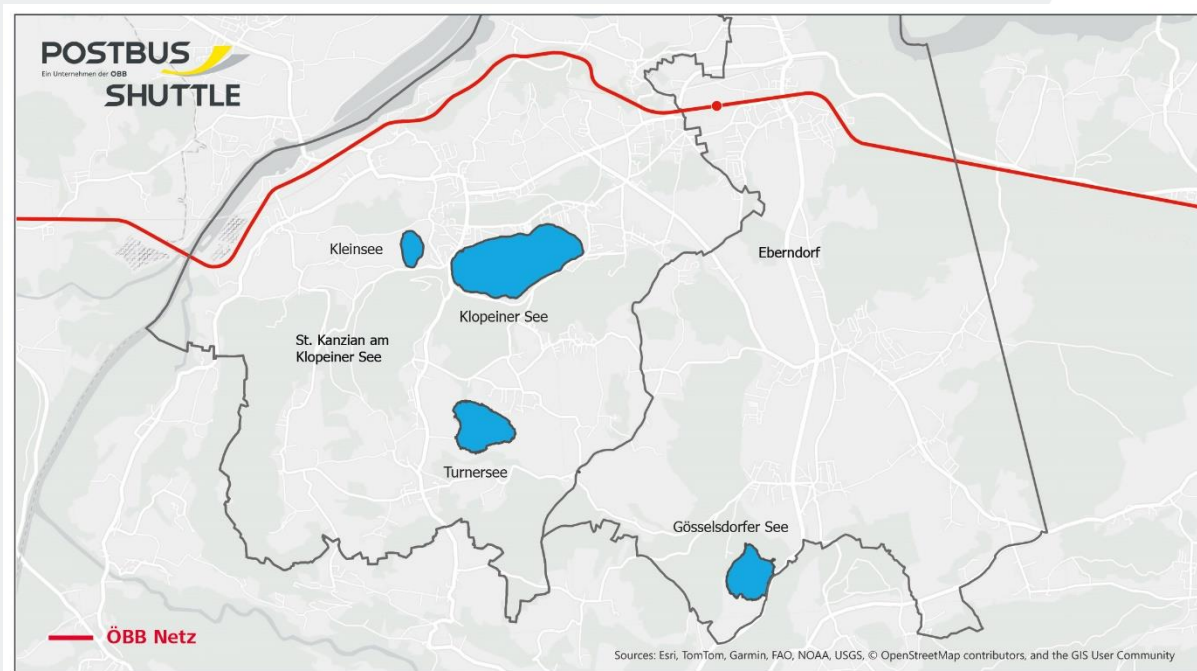 POSTBUS
Ein Unternehmen der ÖBB
SHUTTLE
Kleinsee
Eberndorf
Klopeiner See
St. Kanzian am
Klopeiner See
Turnersee
Gösselsdorfer See
ÖBB Netz
Sources: Esri, TomTom, Garmin, FAO, NOAA, USGS, © OpenStreetMap contributors, and the GIS User Community